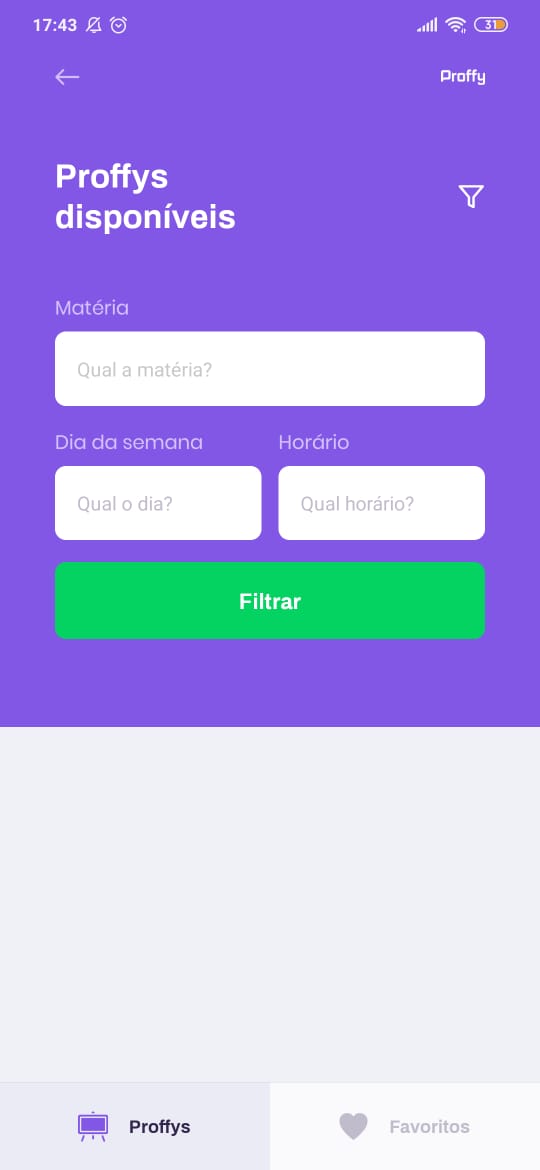 17:43
31
Proffy
Proffys
disponíveis
Matéria
Qual a matéria?
Dia da semana
Horário
Qual o dia?
Qual horário?
Filtrar
Proffys
Favoritos